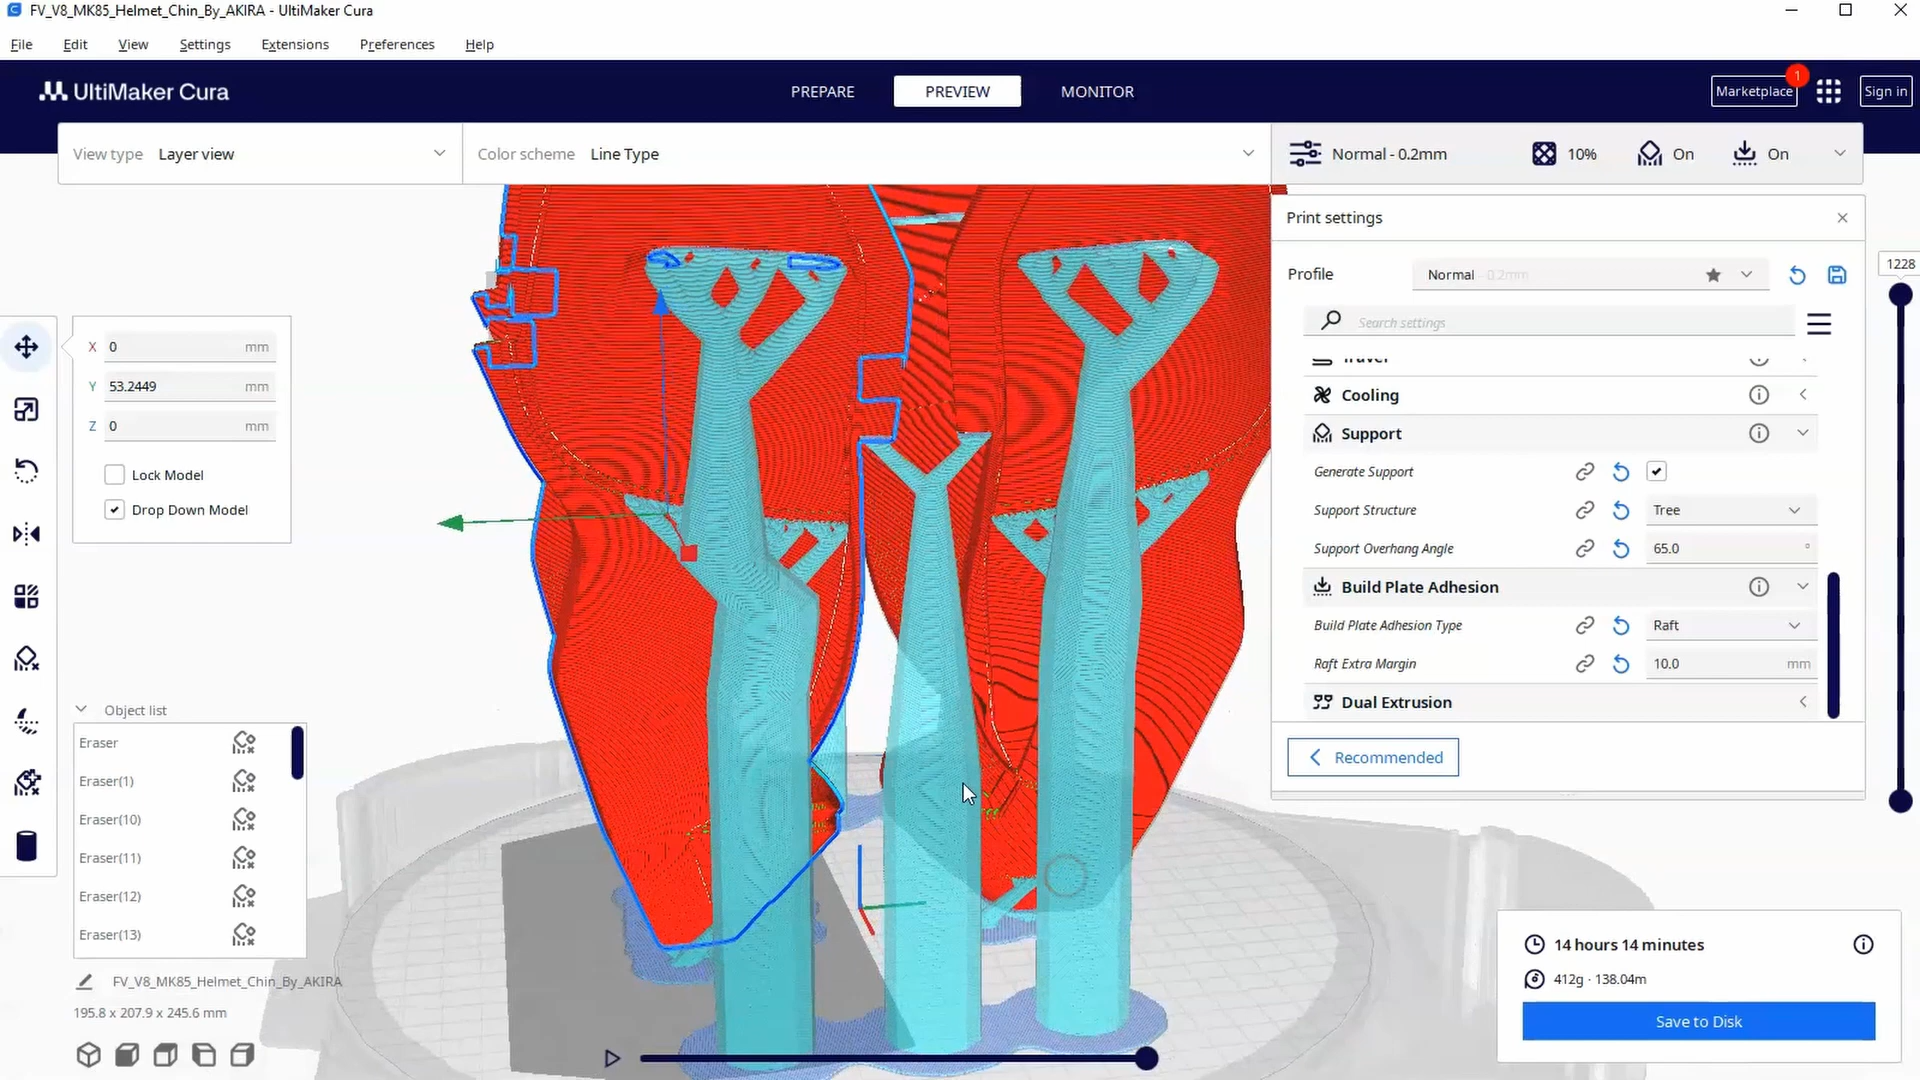 FV_V8_MK85_Helmet_Chin_By_AKIRA - UltiMaker Cura
File Edit View Settings Extensions Preferences Help
UltiMaker Cura
PREPARE PREVIEW MONITOR
Marketplace 1 Sign in
View type Layer view
Color scheme Line Type
Normal - 0.2mm 10% On On
Print settings
Profile Normal - 0.2mm
Search settings
Travel
Cooling
Support
Generate Support
Support Structure Tree
Support Overhang Angle 65.0 °
Build Plate Adhesion
Build Plate Adhesion Type Raft
Raft Extra Margin 10.0 mm
Dual Extrusion
Recommended
1228
X 0 mm
Y 53.2449 mm
Z 0 mm
Lock Model
Drop Down Model
Object list
Eraser
Eraser(1)
Eraser(10)
Eraser(11)
Eraser(12)
Eraser(13)
FV_V8_MK85_Helmet_Chin_By_AKIRA
195.8 x 207.9 x 245.6 mm
14 hours 14 minutes
412g · 138.04m
Save to Disk